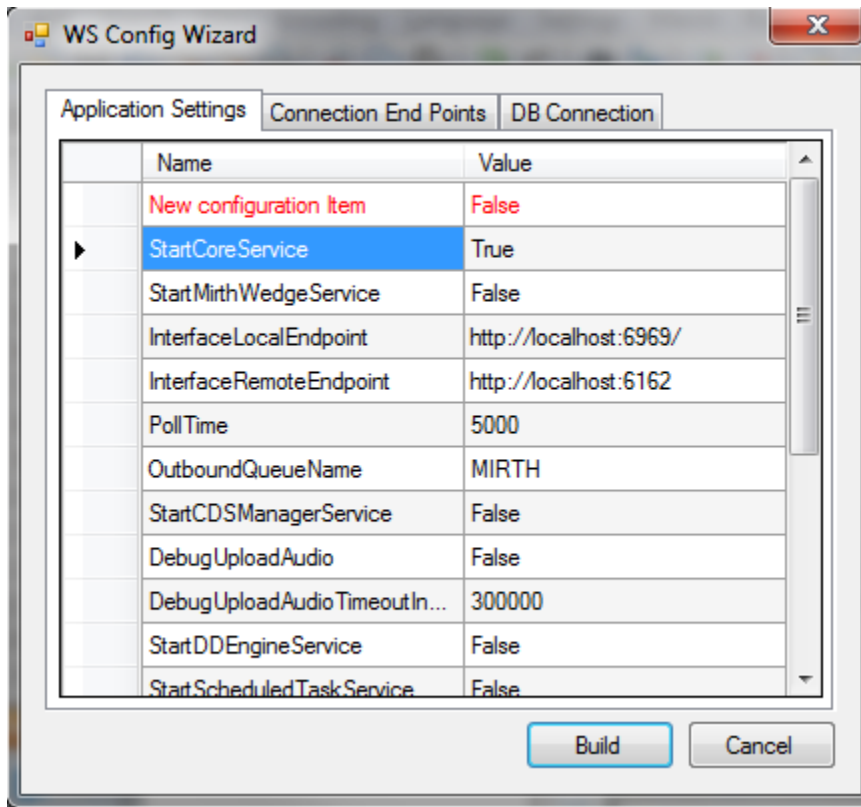 WS Config Wizard
Application Settings Connection End Points DB Connection
Name Value
New configuration Item False
StartCoreService True
StartMirthWedgeService False
InterfaceLocalEndpoint http://localhost:6969/
InterfaceRemoteEndpoint http://localhost:6162
PollTime 5000
OutboundQueueName MIRTH
StartCDSManagerService False
DebugUploadAudio False
DebugUploadAudioTimeoutIn... 300000
StartDDEngineService False
StartScheduledTaskService False
Build Cancel